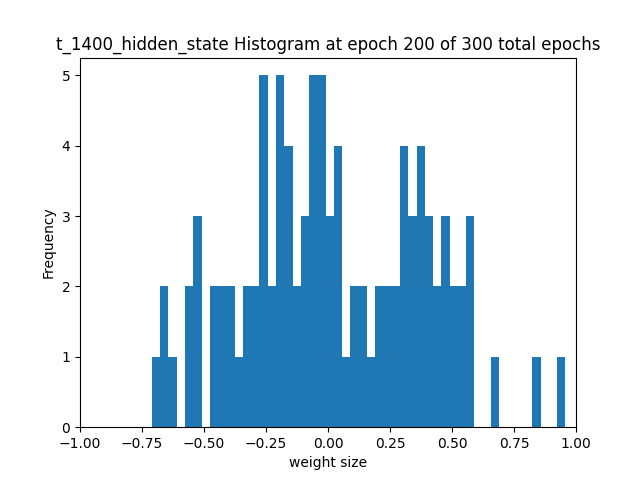 t_1400_hidden_state Histogram at epoch 200 of 300 total epochs
5
4
3
2
1
0
Frequency
−1.00 −0.75 −0.50 −0.25 0.00 0.25 0.50 0.75 1.00
weight size